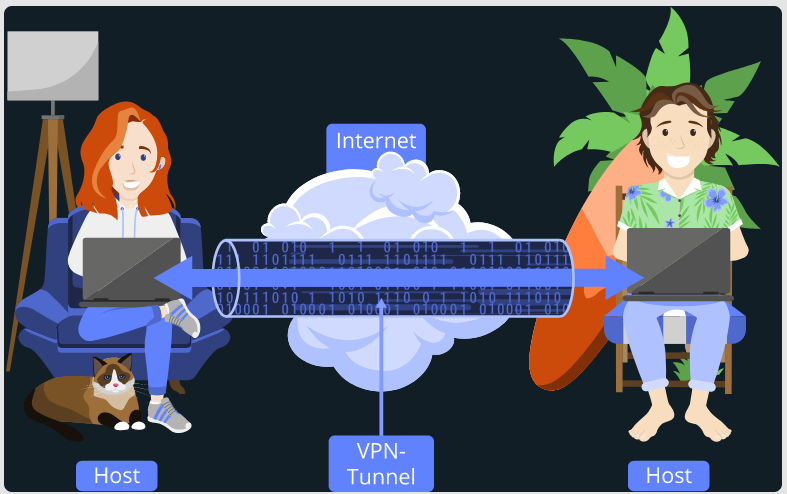 Internet
VPN-
Tunnel
Host
Host